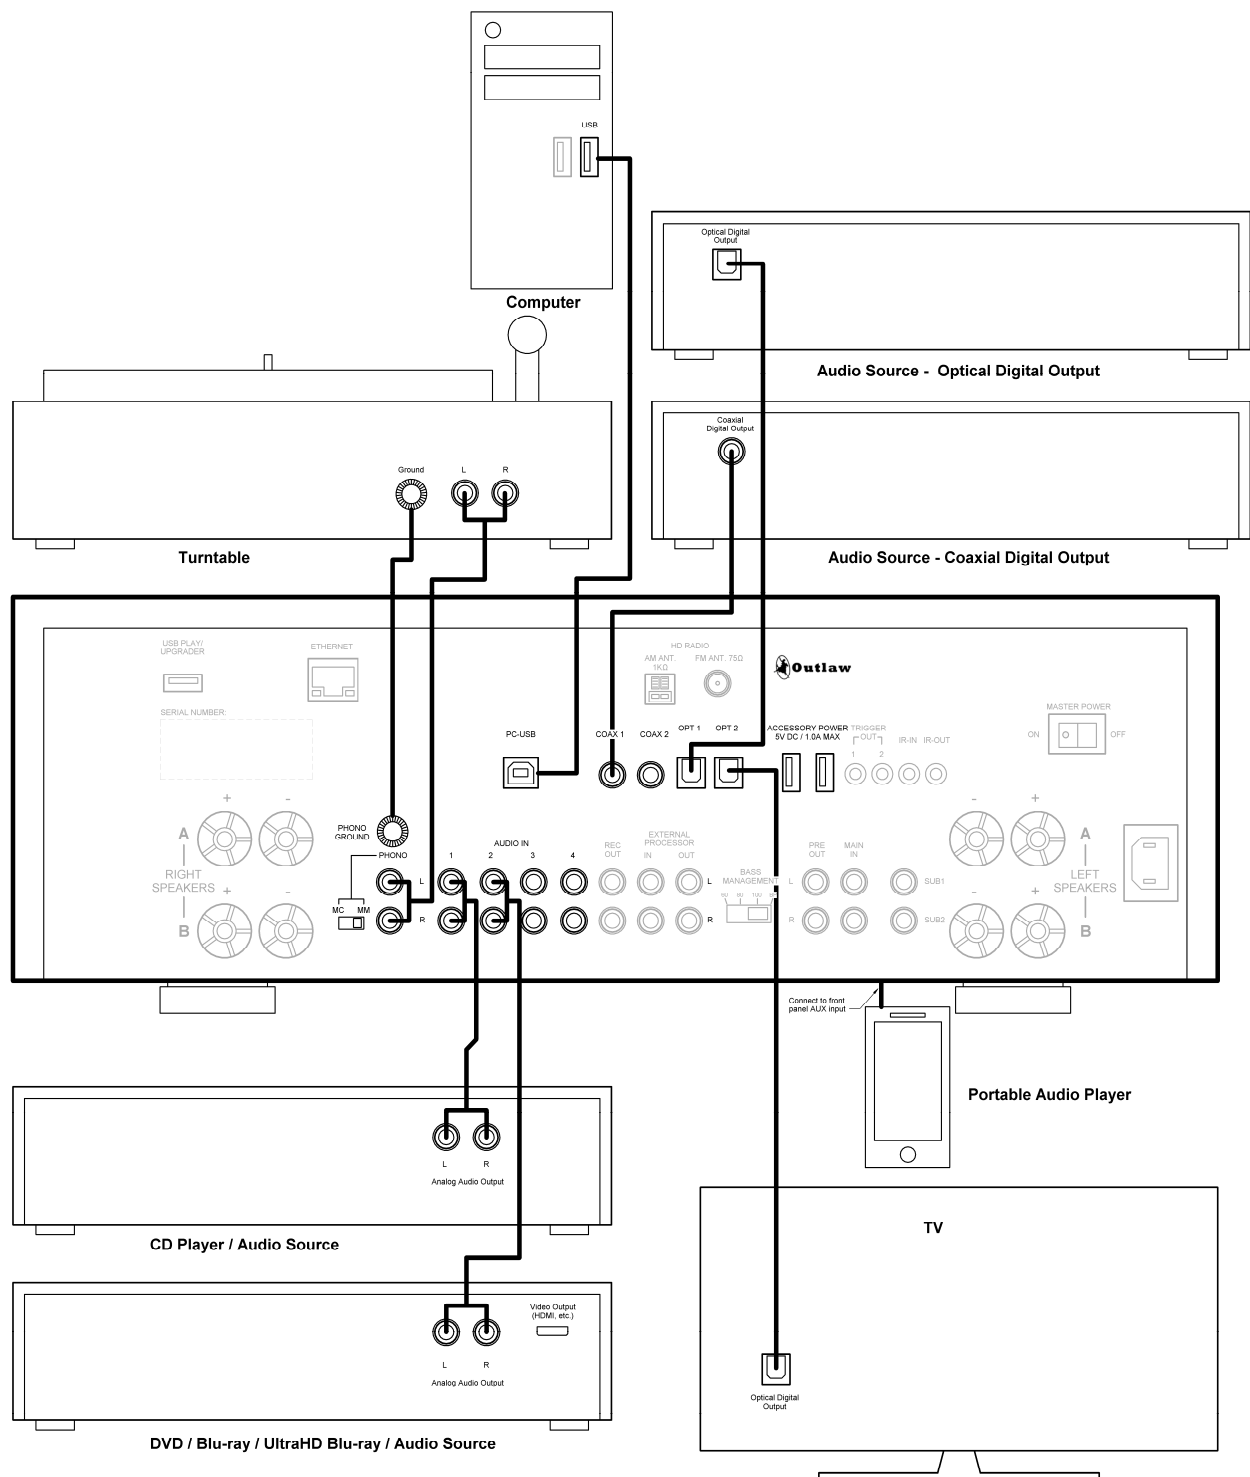 USB
Computer
Optical Digital
Output
Audio Source - Optical Digital Output
Coaxial
Digital Output
Audio Source - Coaxial Digital Output
Ground
L
R
Turntable
USB PLAY/
UPGRADER
ETHERNET
SERIAL NUMBER:
HD RADIO
AM ANT.
1KΩ
FM ANT. 75Ω
Outlaw
MASTER POWER
ON
OFF
PC-USB
COAX 1
COAX 2
OPT 1
OPT 2
ACCESSORY POWER
5V DC / 1.0A MAX
TRIGGER
OUT
1
2
IR-IN
IR-OUT
+
-
A
RIGHT
SPEAKERS
+
-
B
PHONO
GROUND
PHONO
MC
MM
L
R
AUDIO IN
1
2
3
4
REC
OUT
EXTERNAL
PROCESSOR
IN
OUT
L
R
BASS
MANAGEMENT
60
80
100
PRE
OUT
MAIN
IN
L
R
SUB1
SUB2
-
+
A
LEFT
SPEAKERS
-
+
B
Connect to front
panel AUX input
Portable Audio Player
L
R
Analog Audio Output
CD Player / Audio Source
TV
Optical Digital
Output
Video Output
(HDMI, etc.)
L
R
Analog Audio Output
DVD / Blu-ray / UltraHD Blu-ray / Audio Source